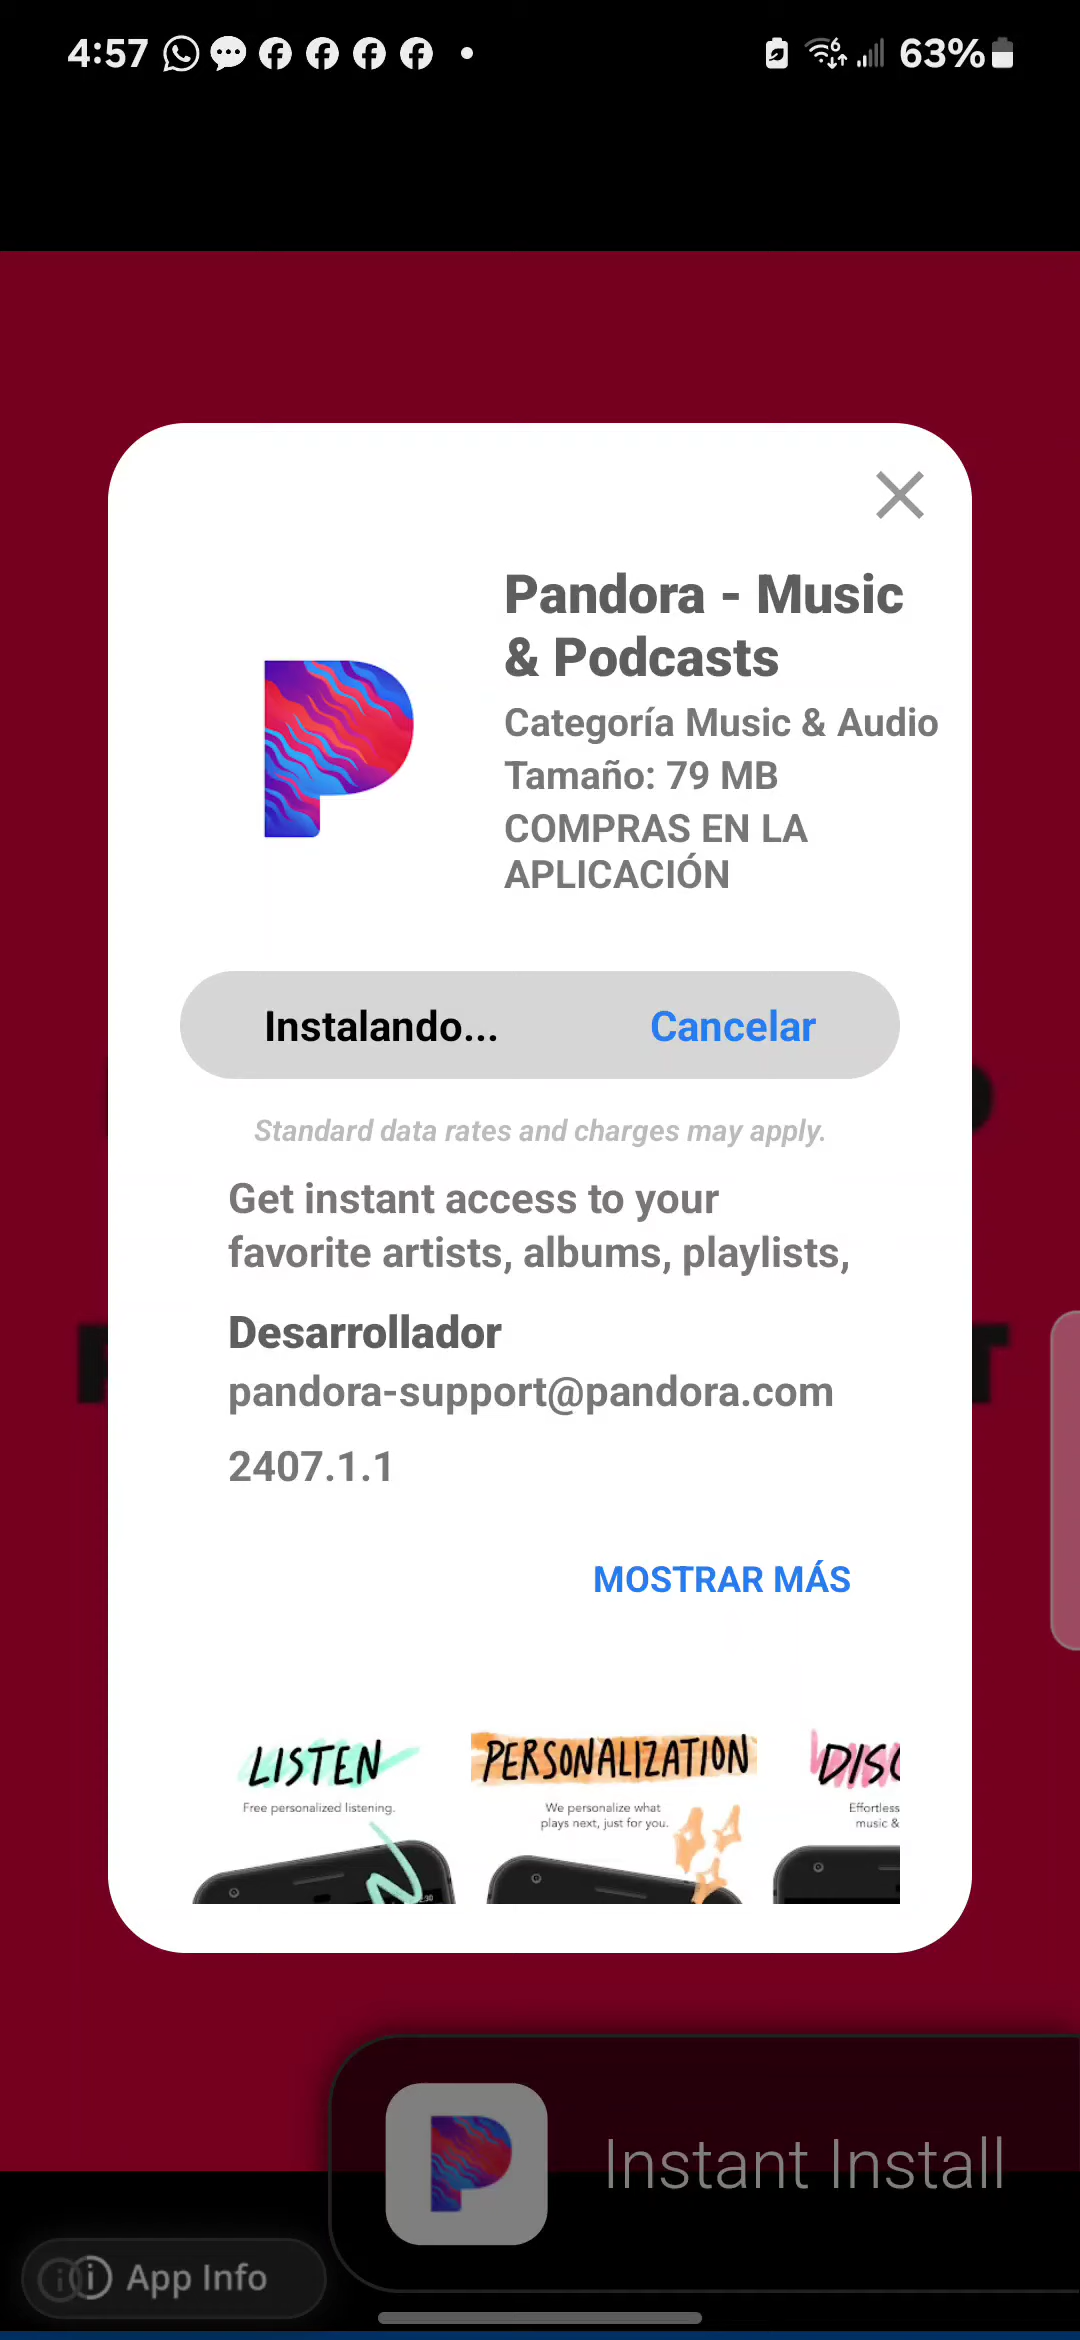 4:57
63%
Pandora - Music
& Podcasts
Categoría Music & Audio
Tamaño: 79 MB
COMPRAS EN LA
APLICACIÓN
Instalando...
Cancelar
Standard data rates and charges may apply.
Get instant access to your
favorite artists, albums, playlists,
Desarrollador
pandora-support@pandora.com
2407.1.1
MOSTRAR MÁS
LISTEN
Free personalized listening.
PERSONALIZATION
We personalize what
plays next, just for you.
Effortless
music &
Instant Install
App Info